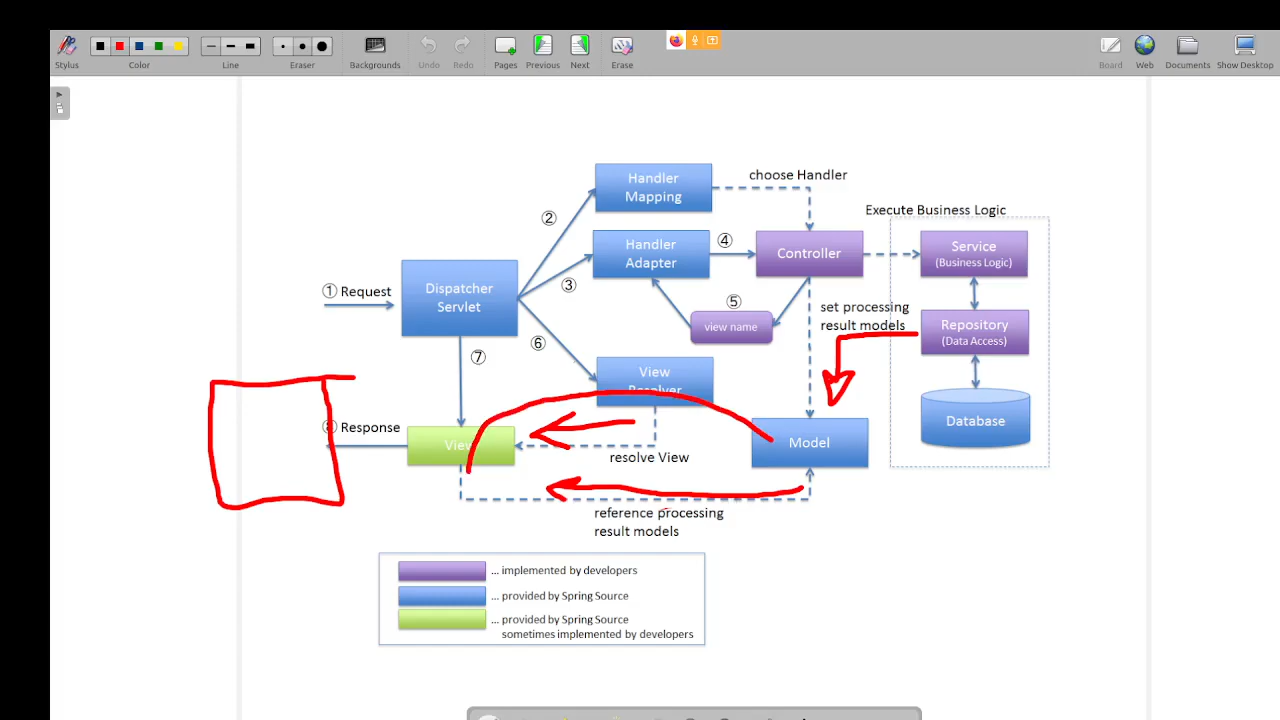 Stylus
Color
Line
Eraser
Backgrounds
Undo
Redo
Pages
Previous
Next
Erase
Board
Web
Documents
Show Desktop
Handler
Mapping
choose Handler
②
Execute Business Logic
Handler
Adapter
④
Controller
Service
(Business Logic)
① Request
Dispatcher
Servlet
③
⑤
view name
set processing
result models
Repository
(Data Access)
⑥
⑦
View
Resolver
Response
View
resolve View
Model
Database
reference processing
result models
... implemented by developers
... provided by Spring Source
... provided by Spring Source
sometimes implemented by developers